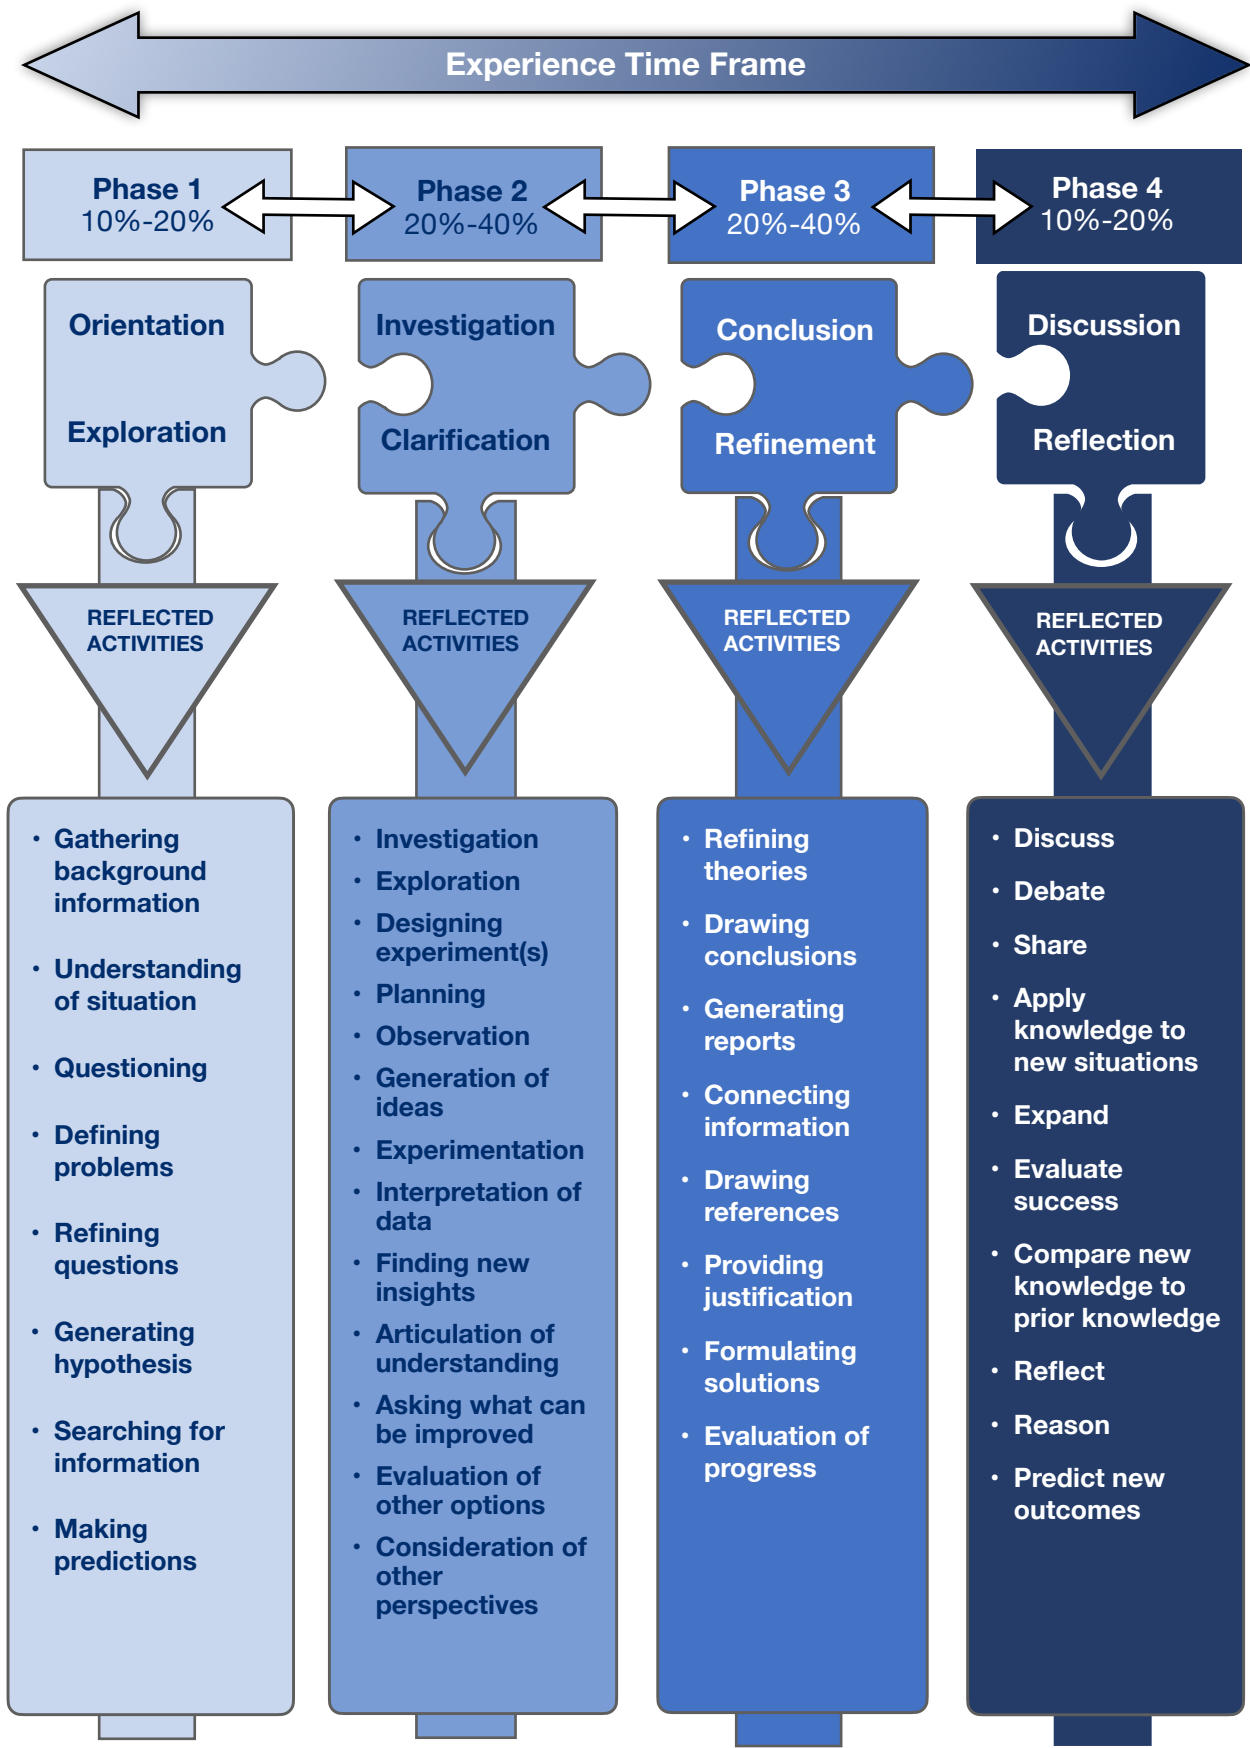 Experience Time Frame
Phase 1
10%-20%
Phase 2
20%-40%
Phase 3
20%-40%
Phase 4
10%-20%
Orientation
Exploration
Investigation
Clarification
Conclusion
Refinement
Discussion
Reflection
REFLECTED
ACTIVITIES
REFLECTED
ACTIVITIES
REFLECTED
ACTIVITIES
REFLECTED
ACTIVITIES
• Gathering
background
information
• Understanding
of situation
• Questioning
• Defining
problems
• Refining
questions
• Generating
hypothesis
• Searching for
information
• Making
predictions
• Investigation
• Exploration
• Designing
experiment(s)
• Planning
• Observation
• Generation of
ideas
• Experimentation
• Interpretation of
data
• Finding new
insights
• Articulation of
understanding
• Asking what can
be improved
• Evaluation of
other options
• Consideration of
other
perspectives
• Refining
theories
• Drawing
conclusions
• Generating
reports
• Connecting
information
• Drawing
references
• Providing
justification
• Formulating
solutions
• Evaluation of
progress
• Discuss
• Debate
• Share
• Apply
knowledge to
new situations
• Expand
• Evaluate
success
• Compare new
knowledge to
prior knowledge
• Reflect
• Reason
• Predict new
outcomes